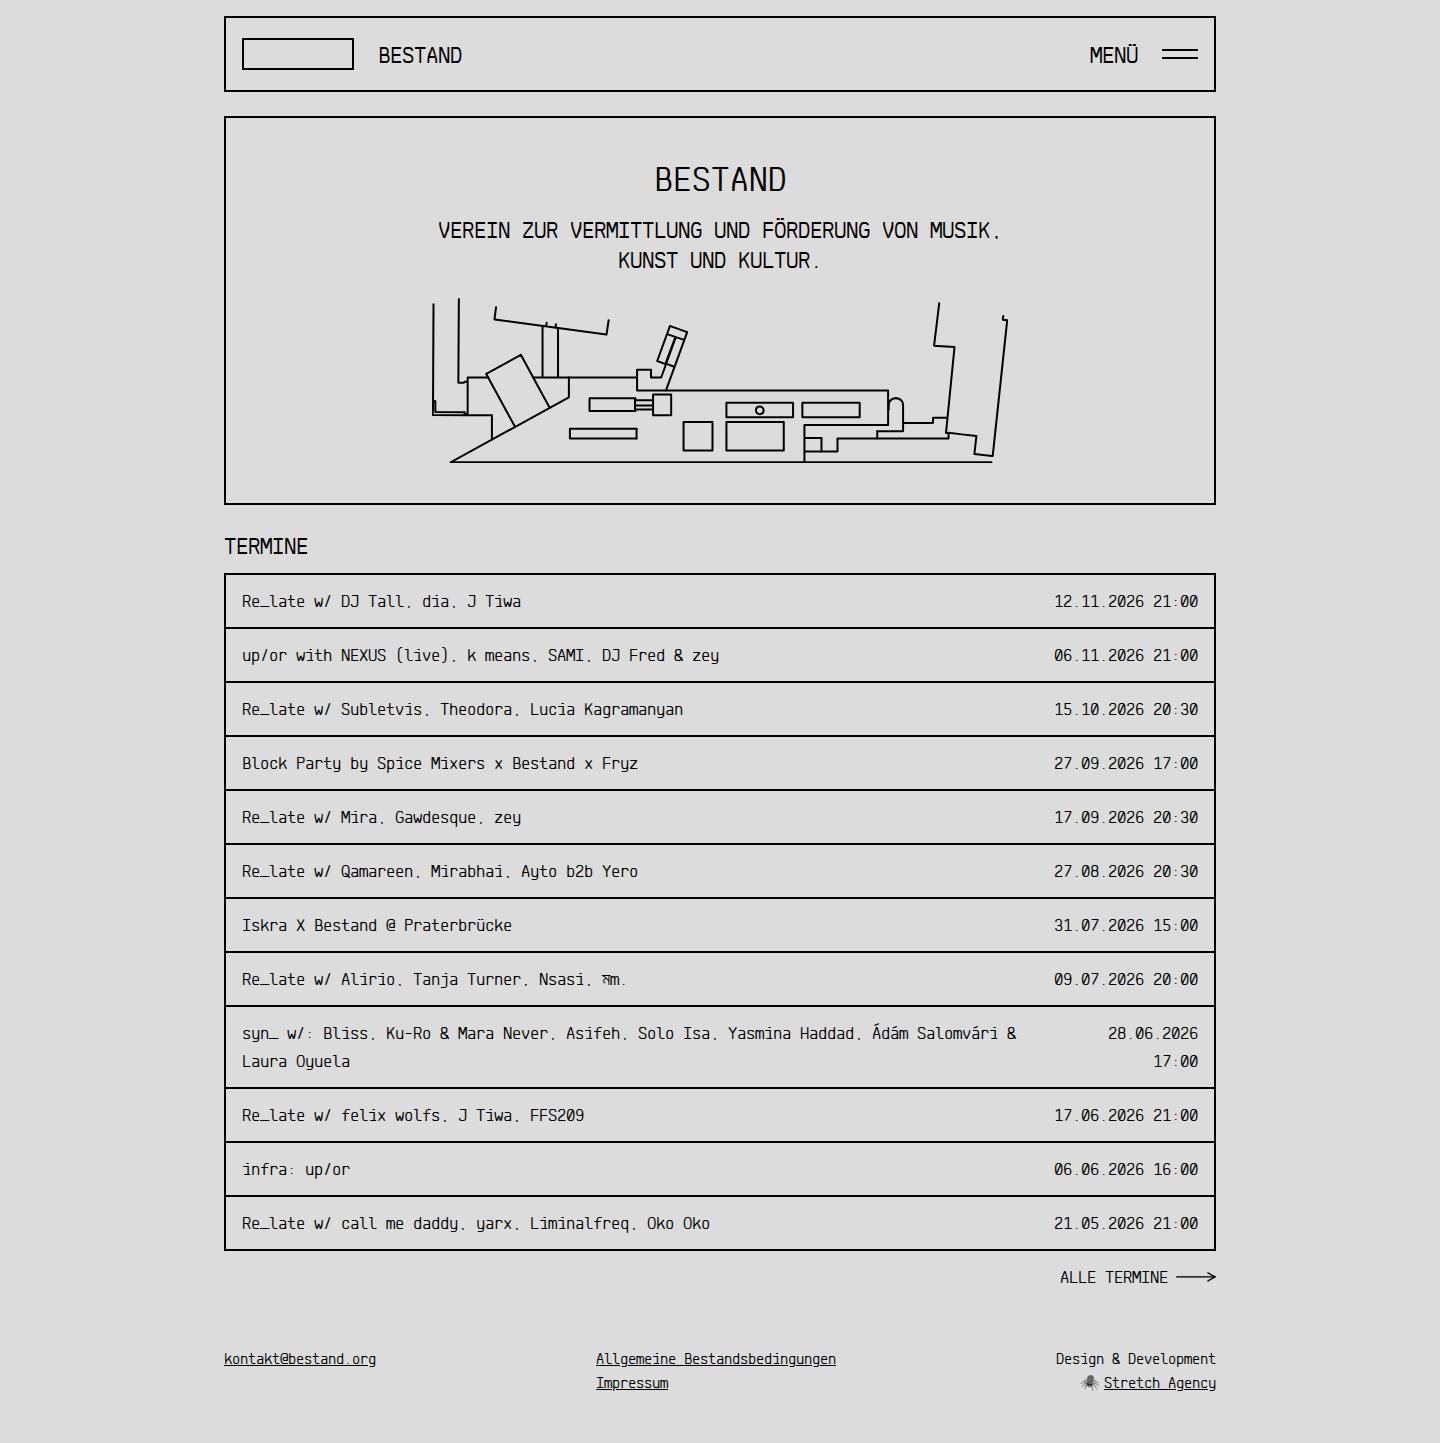 BESTAND
MENÜ
BESTAND
VEREIN ZUR VERMITTLUNG UND FÖRDERUNG VON MUSIK,
KUNST UND KULTUR.
TERMINE
Re_late w/ DJ Tall, dia, J Tiwa 12.11.2026 21:00
up/or with NEXUS (live), k means, SAMI, DJ Fred & zey 06.11.2026 21:00
Re_late w/ Subletvis, Theodora, Lucia Kagramanyan 15.10.2026 20:30
Block Party by Spice Mixers x Bestand x Fryz 27.09.2026 17:00
Re_late w/ Mira, Gawdesque, zey 17.09.2026 20:30
Re_late w/ Qamareen, Mirabhai, Ayto b2b Yero 27.08.2026 20:30
Iskra X Bestand @ Praterbrücke 31.07.2026 15:00
Re_late w/ Alirio, Tanja Turner, Nsasi, মm. 09.07.2026 20:00
syn_ w/: Bliss, Ku-Ro & Mara Never, Asifeh, Solo Isa, Yasmina Haddad, Ádám Salomvári & 28.06.2026
Laura Oyuela 17:00
Re_late w/ felix wolfs, J Tiwa, FFS209 17.06.2026 21:00
infra: up/or 06.06.2026 16:00
Re_late w/ call me daddy, yarx, Liminalfreq, Oko Oko 21.05.2026 21:00
ALLE TERMINE
kontakt@bestand.org
Allgemeine Bestandsbedingungen
Impressum
Design & Development
🕷 Stretch Agency